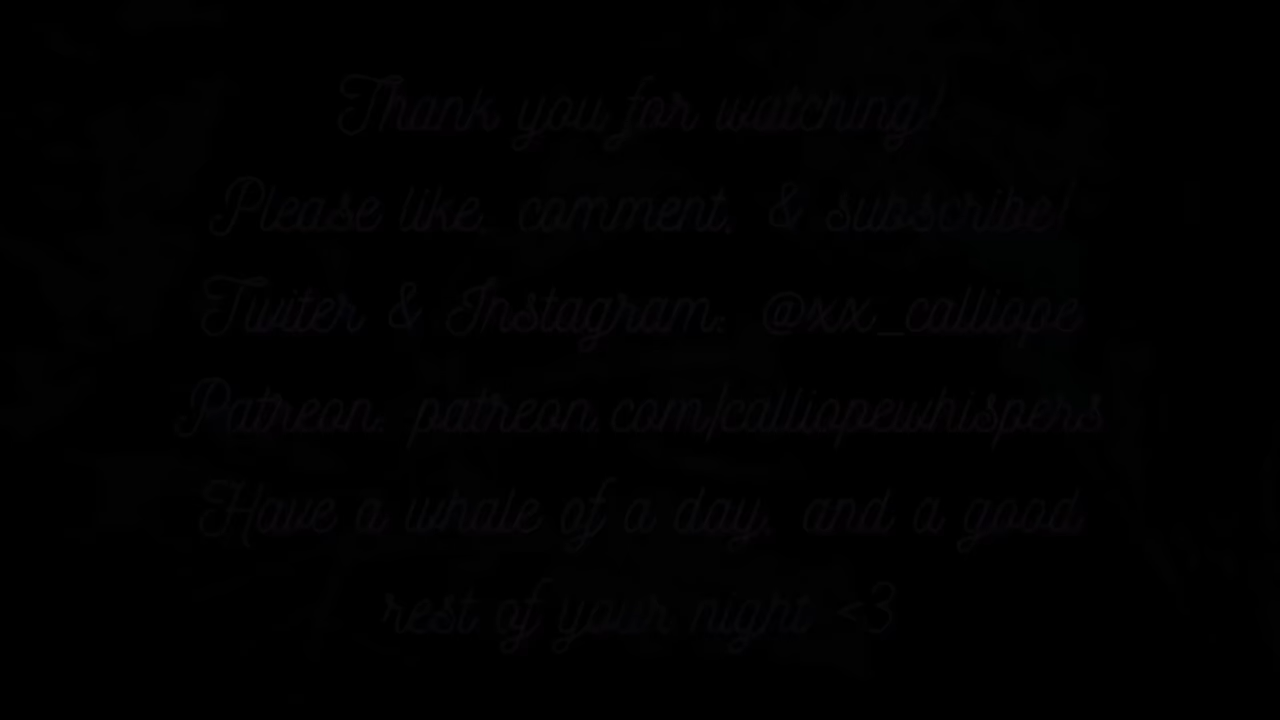 Thank you for watching!
Please like, comment, & subscribe!
Twiter & Instagram: @xx_calliope
Patreon: patreon.com/calliopewhispers
Have a whale of a day, and a good
rest of your night <3